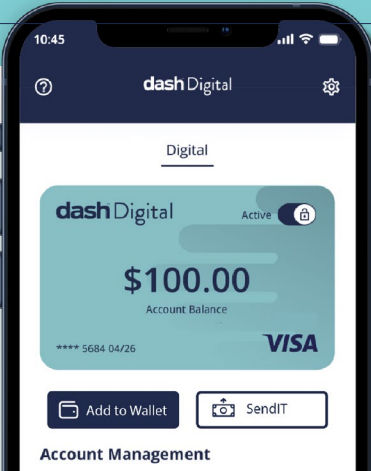 10:45
dash Digital
Digital
dash Digital
Active
$100.00
Account Balance
**** 5684 04/26
VISA
Add to Wallet
SendIT
Account Management